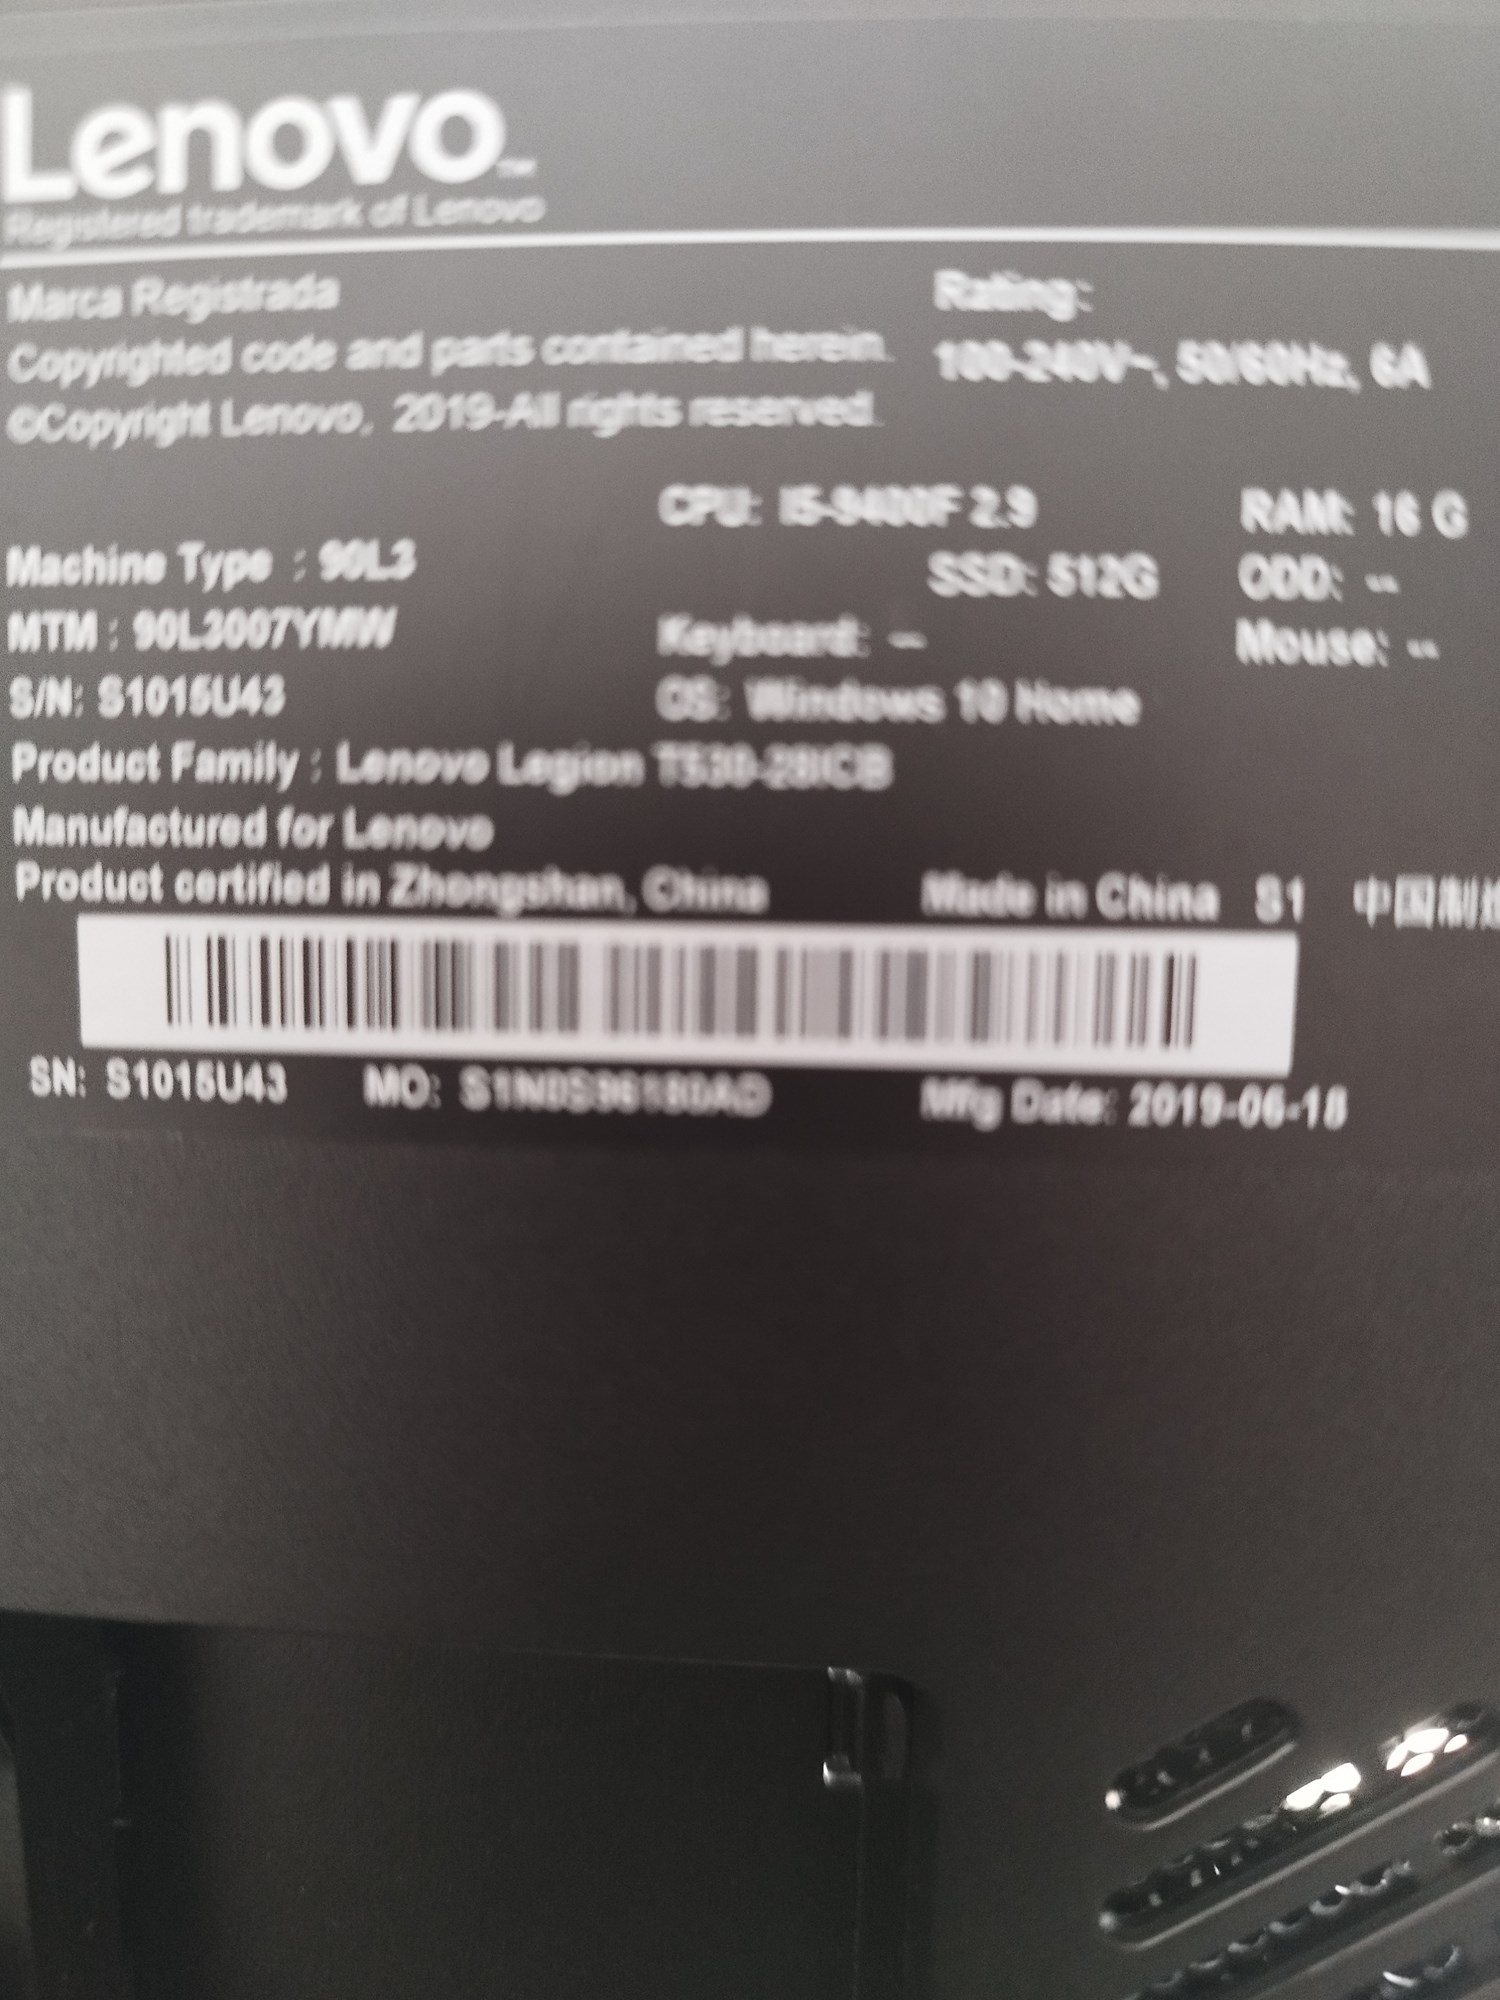 Lenovo™
Registered trademark of Lenovo
Marca Registrada
Copyrighted code and parts contained herein.
©Copyright Lenovo, 2019-All rights reserved.
Rating:
100-240V~, 50/60Hz, 6A
CPU: I5-9400F 2.9 RAM: 16 G
Machine Type : 90L3 SSD: 512G ODD: --
MTM : 90L3007YMW Keyboard: -- Mouse: --
S/N: S1015U43 OS: Windows 10 Home
Product Family : Lenovo Legion T530-28ICB
Manufactured for Lenovo
Product certified in Zhongshan, China Made in China S1 中国制造
SN: S1015U43 MO: Mfg Date: 2019-06-18